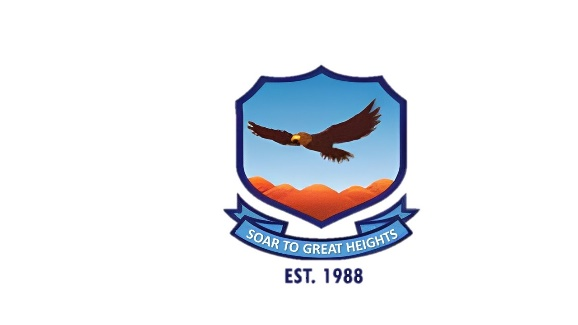 SOAR TO GREAT HEIGHTS
EST. 1988